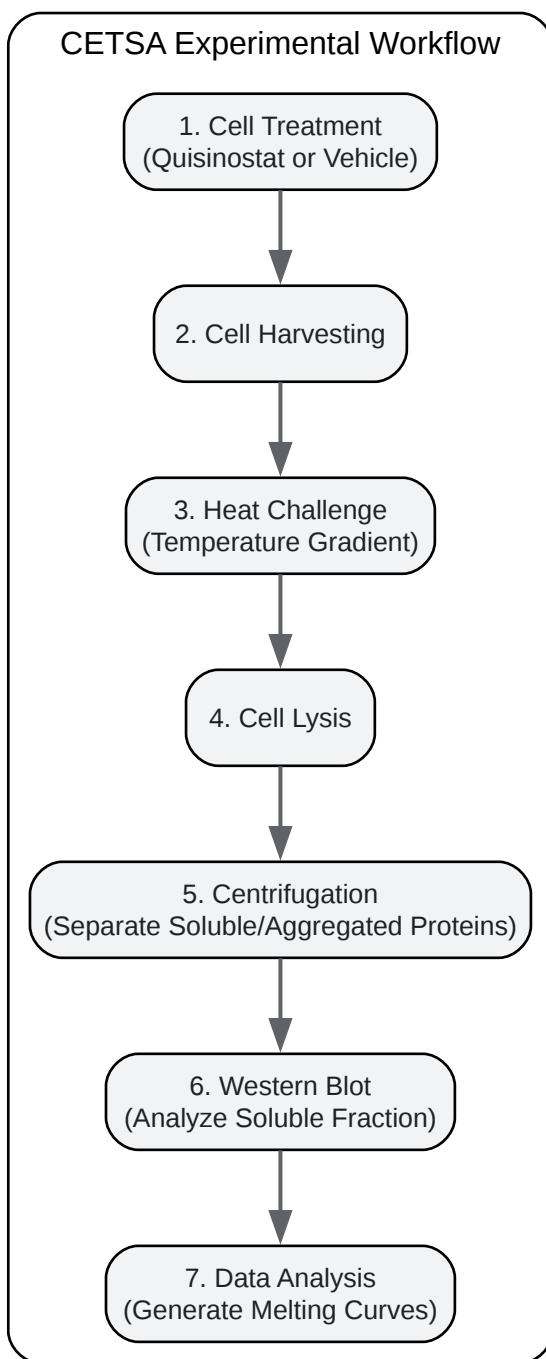 CETSA Experimental Workflow
1. Cell Treatment
(Quisinostat or Vehicle)
2. Cell Harvesting
3. Heat Challenge
(Temperature Gradient)
4. Cell Lysis
5. Centrifugation
(Separate Soluble/Aggregated Proteins)
6. Western Blot
(Analyze Soluble Fraction)
7. Data Analysis
(Generate Melting Curves)